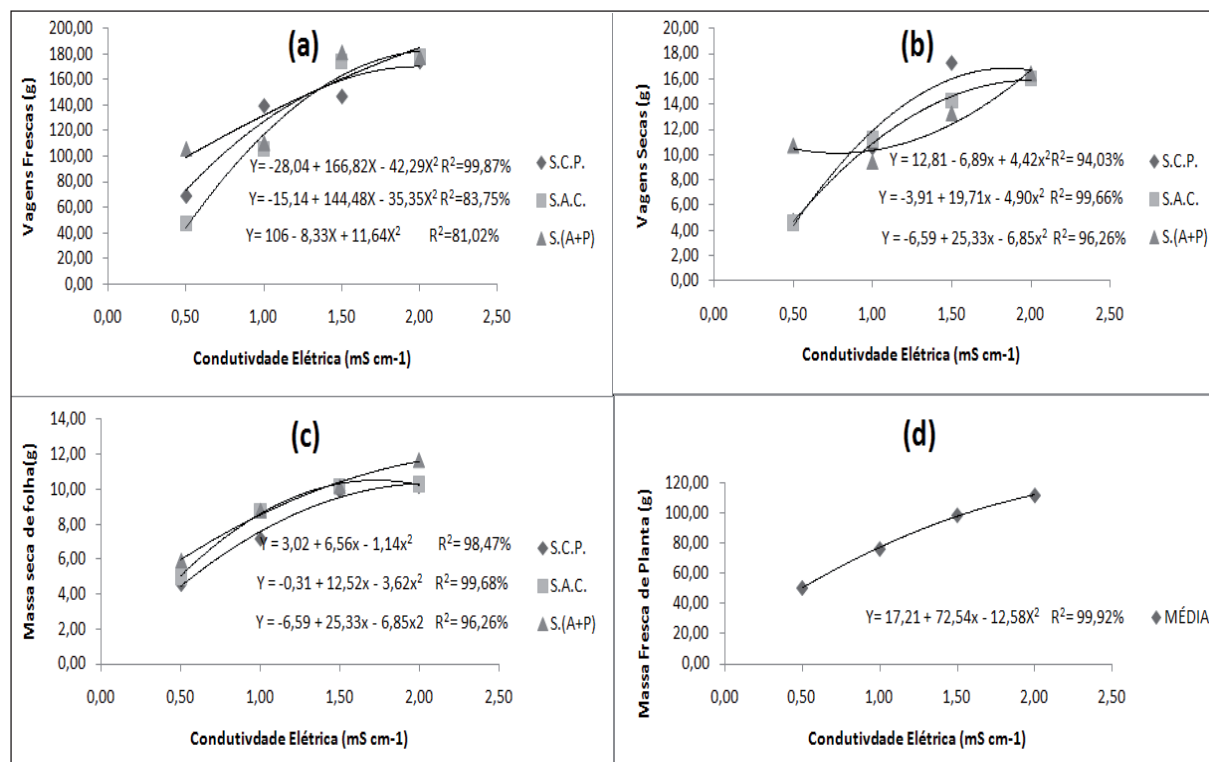 (a)
Vagens Frescas (g)
200,00
180,00
160,00
140,00
120,00
100,00
80,00
60,00
40,00
20,00
0,00
Y= -28,04 + 166,82X - 42,29X² R²=99,87%
Y= -15,14 + 144,48X - 35,35X² R²=83,75%
Y= 106 - 8,33X + 11,64X² R²=81,02%
S.C.P.
S.A.C.
S.(A+P)
0,00 0,50 1,00 1,50 2,00 2,50
Condutivdade Elétrica (mS cm-1)
(b)
Vagens Secas (g)
20,00
18,00
16,00
14,00
12,00
10,00
8,00
6,00
4,00
2,00
0,00
Y = 12,81 - 6,89x + 4,42x² R²= 94,03%
Y = -3,91 + 19,71x - 4,90x² R²= 99,66%
Y = -6,59 + 25,33x - 6,85x² R²= 96,26%
S.C.P.
S.A.C.
S.(A+P)
0,00 0,50 1,00 1,50 2,00 2,50
Condutivdade Elétrica (mS cm-1)
(c)
Massa seca de folha(g)
14,00
12,00
10,00
8,00
6,00
4,00
2,00
0,00
Y = 3,02 + 6,56x - 1,14x² R²= 98,47%
Y = -0,31 + 12,52x - 3,62x² R²= 99,68%
Y = -6,59 + 25,33x - 6,85x2 R²= 96,26%
S.C.P.
S.A.C.
S.(A+P)
0,00 0,50 1,00 1,50 2,00 2,50
Condutivdade Elétrica (mS cm-1)
(d)
Massa Fresca de Planta (g)
120,00
100,00
80,00
60,00
40,00
20,00
0,00
Y= 17,21 + 72,54x - 12,58X² R²= 99,92%
MÉDIA
0,00 0,50 1,00 1,50 2,00 2,50
Condutivdade Elétrica (mS cm-1)